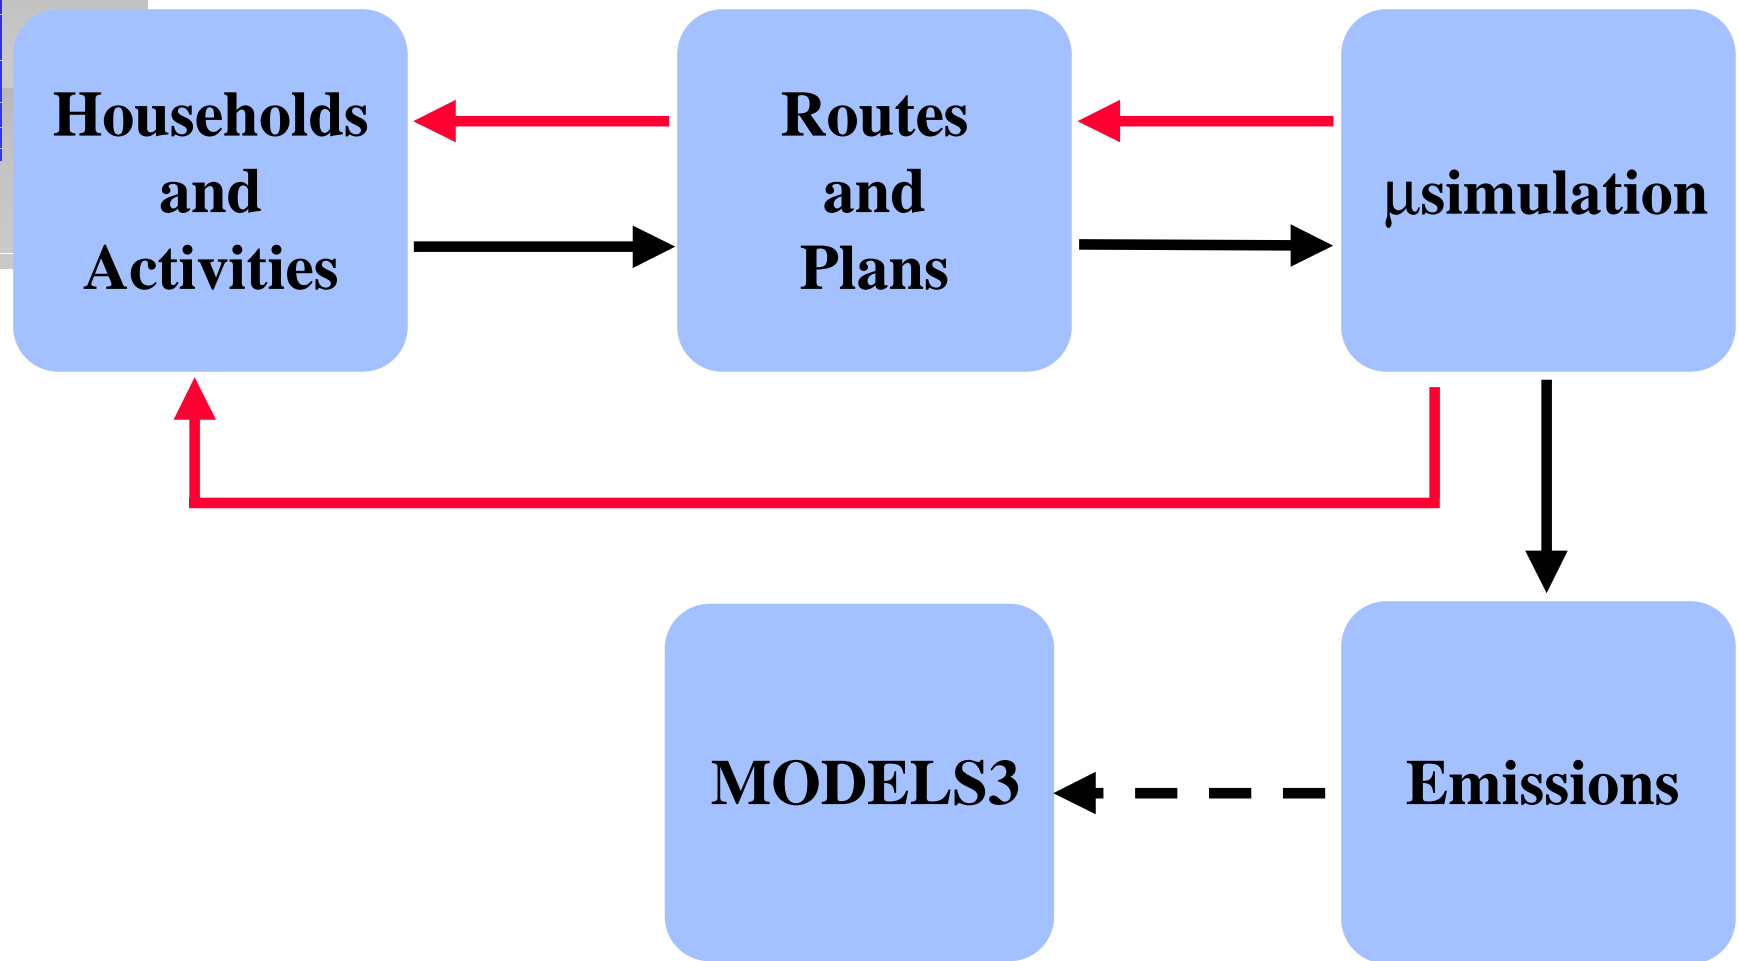 Households
and
Activities
Routes
and
Plans
μsimulation
MODELS3
Emissions